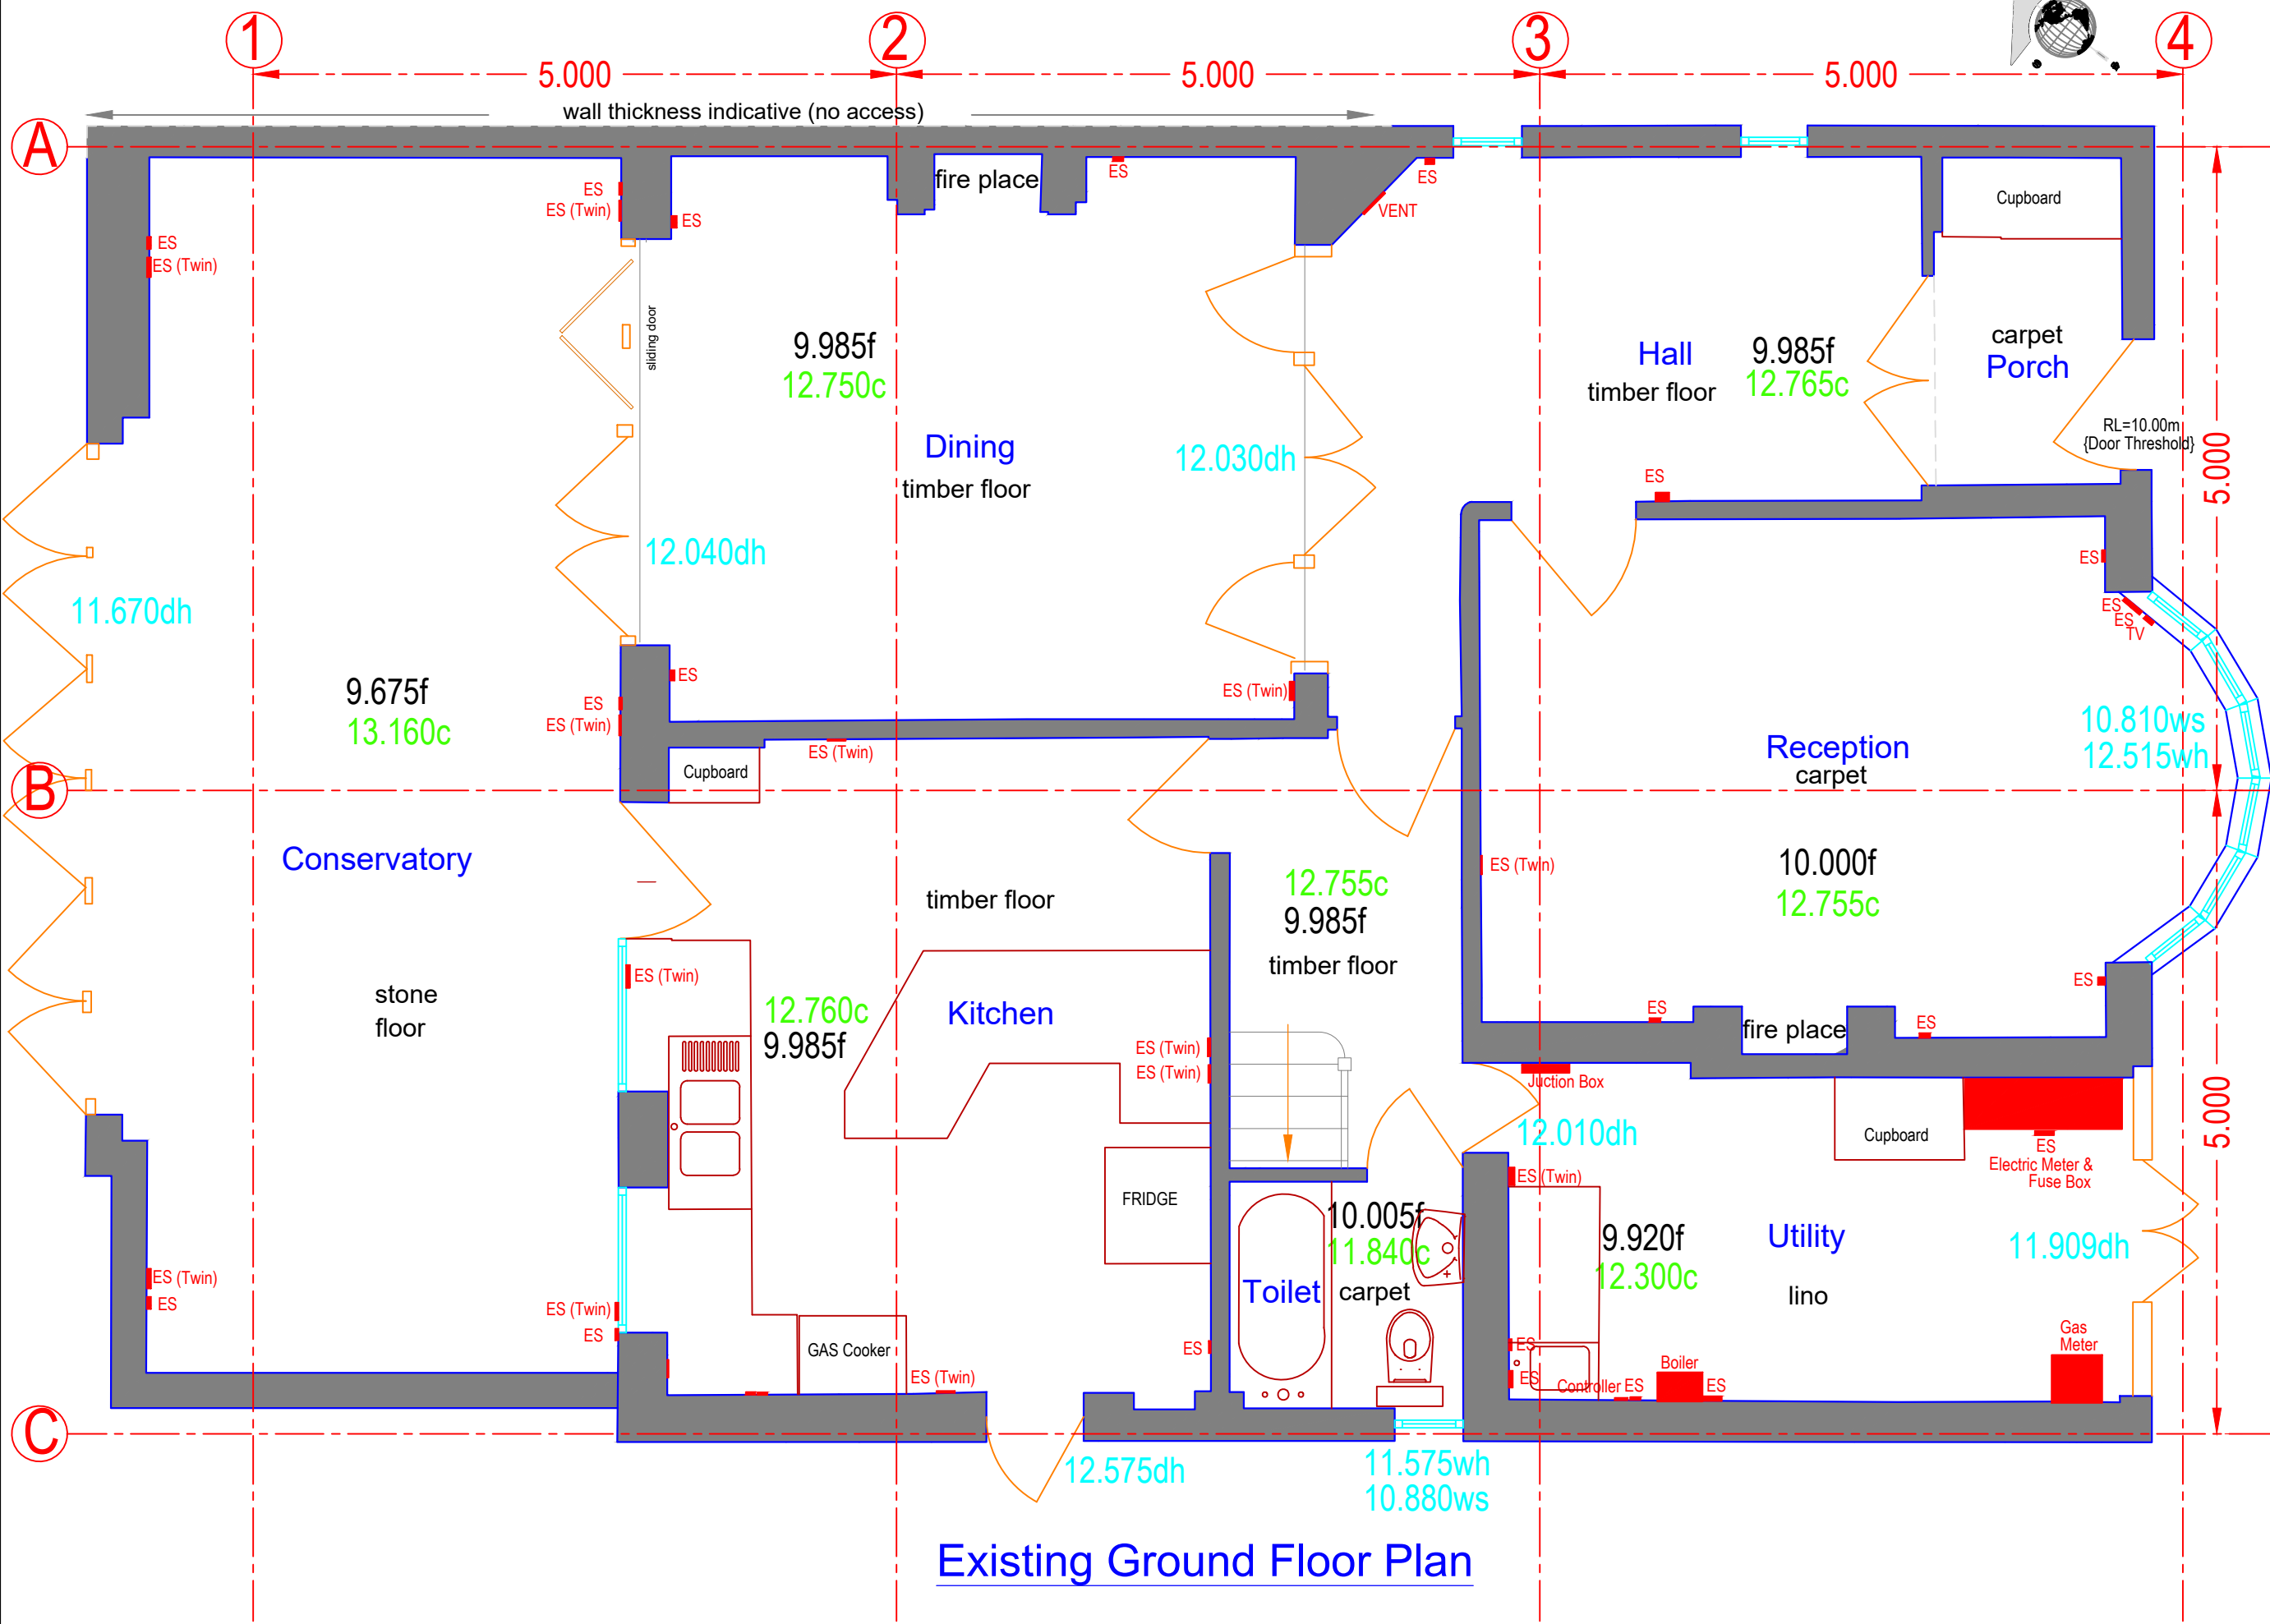 1
2
3
4
5.000
5.000
5.000
wall thickness indicative (no access)
A
fire place
ES
ES
ES
ES (Twin)
ES
VENT
Cupboard
ES
ES (Twin)
sliding door
9.985f
12.750c
Hall
timber floor
9.985f
12.765c
carpet
Porch
RL=10.00m
{Door Threshold}
5.000
Dining
timber floor
12.030dh
ES
12.040dh
ES
11.670dh
ES
ES
TV
9.675f
13.160c
ES
ES
ES (Twin)
ES (Twin)
ES (Twin)
10.810ws
12.515wh
Reception
carpet
Cupboard
B
Conservatory
ES (Twin)
10.000f
12.755c
12.755c
9.985f
timber floor
timber floor
ES (Twin)
ES
stone
floor
12.760c
9.985f
Kitchen
ES
fire place
ES
ES (Twin)
ES (Twin)
Juction Box
12.010dh
Cupboard
ES
Electric Meter &
Fuse Box
5.000
FRIDGE
ES (Twin)
10.005f
11.840c
carpet
Toilet
9.920f
12.300c
Utility
lino
11.909dh
ES (Twin)
ES
ES (Twin)
ES
GAS Cooker
ES (Twin)
ES
ES
ES
Controller
ES
Boiler
ES
Gas
Meter
C
12.575dh
11.575wh
10.880ws
Existing Ground Floor Plan